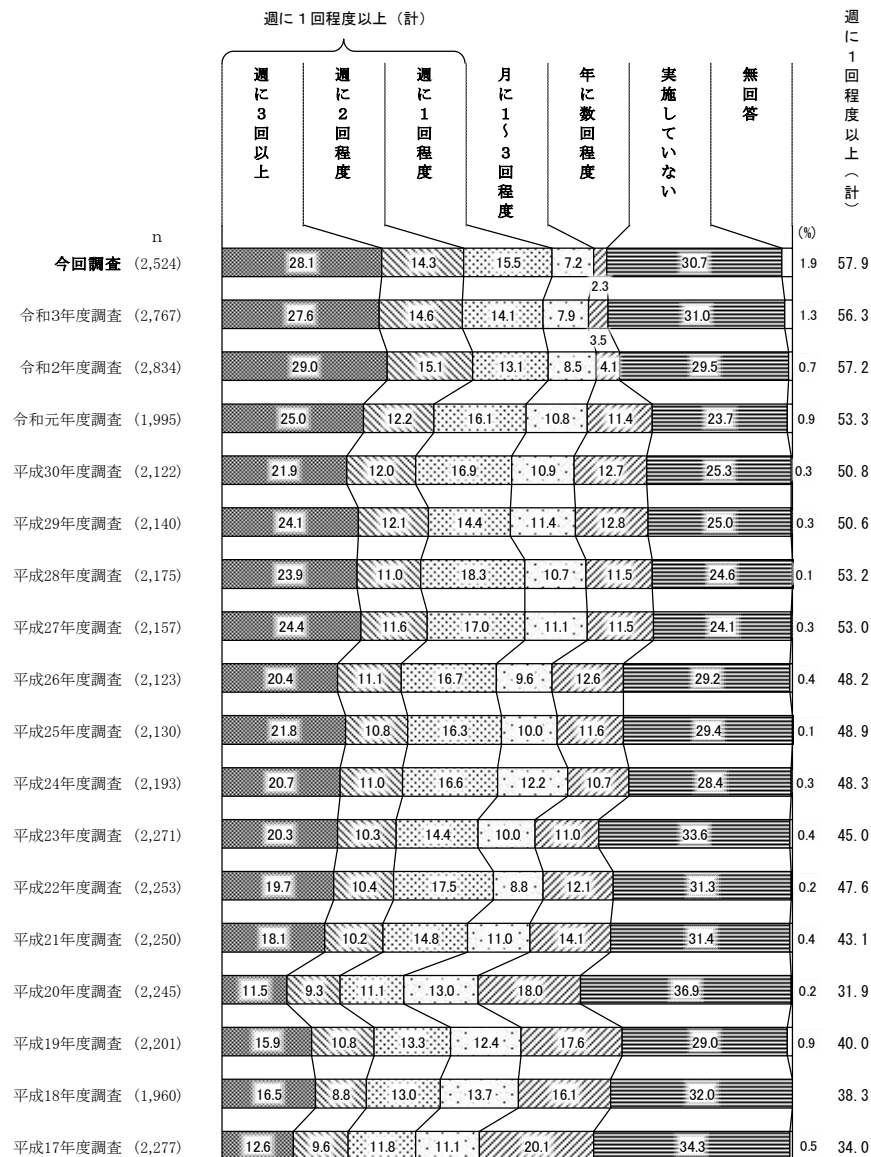 週に１回程度以上（計）
週に１回程度以上（計）
週に３回以上
週に２回程度
週に１回程度
月に１～３回程度
年に数回程度
実施していない
無回答
n
(%)
今回調査 (2,524) 28.1 14.3 15.5 7.2 2.3 30.7 1.9 57.9
令和3年度調査 (2,767) 27.6 14.6 14.1 7.9 3.5 31.0 1.3 56.3
令和2年度調査 (2,834) 29.0 15.1 13.1 8.5 4.1 29.5 0.7 57.2
令和元年度調査 (1,995) 25.0 12.2 16.1 10.8 11.4 23.7 0.9 53.3
平成30年度調査 (2,122) 21.9 12.0 16.9 10.9 12.7 25.3 0.3 50.8
平成29年度調査 (2,140) 24.1 12.1 14.4 11.4 12.8 25.0 0.3 50.6
平成28年度調査 (2,175) 23.9 11.0 18.3 10.7 11.5 24.6 0.1 53.2
平成27年度調査 (2,157) 24.4 11.6 17.0 11.1 11.5 24.1 0.3 53.0
平成26年度調査 (2,123) 20.4 11.1 16.7 9.6 12.6 29.2 0.4 48.2
平成25年度調査 (2,130) 21.8 10.8 16.3 10.0 11.6 29.4 0.1 48.9
平成24年度調査 (2,193) 20.7 11.0 16.6 12.2 10.7 28.4 0.3 48.3
平成23年度調査 (2,271) 20.3 10.3 14.4 10.0 11.0 33.6 0.4 45.0
平成22年度調査 (2,253) 19.7 10.4 17.5 8.8 12.1 31.3 0.2 47.6
平成21年度調査 (2,250) 18.1 10.2 14.8 11.0 14.1 31.4 0.4 43.1
平成20年度調査 (2,245) 11.5 9.3 11.1 13.0 18.0 36.9 0.2 31.9
平成19年度調査 (2,201) 15.9 10.8 13.3 12.4 17.6 29.0 0.9 40.0
平成18年度調査 (1,960) 16.5 8.8 13.0 13.7 16.1 32.0 38.3
平成17年度調査 (2,277) 12.6 9.6 11.8 11.1 20.1 34.3 0.5 34.0